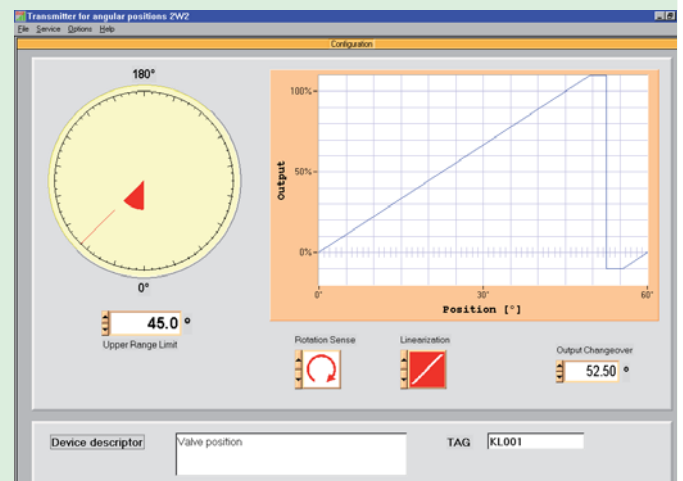 Transmitter for angular positions 2W2
File Service Options Help
Configuration
180°
0°
45.0 °
Upper Range Limit
100%
50%
0%
Output
0° 30° 60°
Position [°]
Rotation Sense
Linearization
Output Changeover
52.50 °
Device descriptor
Valve position
TAG
KL001